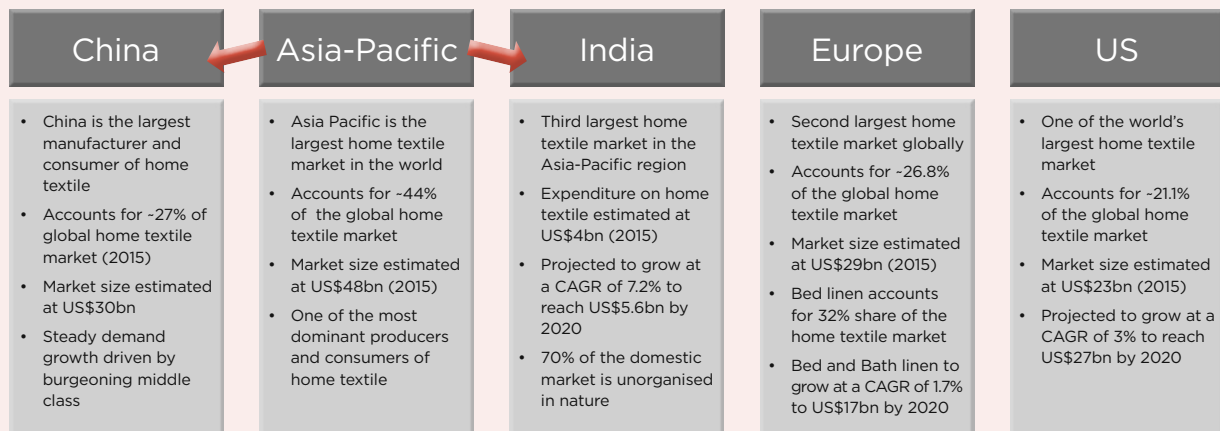 China
• China is the largest
manufacturer and
consumer of home
textile
• Accounts for ~27% of
global home textile
market (2015)
• Market size estimated
at US$30bn
• Steady demand
growth driven by
burgeoning middle
class
Asia-Pacific
• Asia Pacific is the
largest home textile
market in the world
• Accounts for ~44%
of the global home
textile market
• Market size estimated
at US$48bn (2015)
• One of the most
dominant producers
and consumers of
home textile
India
• Third largest home
textile market in the
Asia-Pacific region
• Expenditure on home
textile estimated at
US$4bn (2015)
• Projected to grow at
a CAGR of 7.2% to
reach US$5.6bn by
2020
• 70% of the domestic
market is unorganised
in nature
Europe
• Second largest home
textile market globally
• Accounts for ~26.8%
of the global home
textile market
• Market size estimated
at US$29bn (2015)
• Bed linen accounts
for 32% share of the
home textile market
• Bed and Bath linen to
grow at a CAGR of 1.7%
to US$17bn by 2020
US
• One of the world's
largest home textile
market
• Accounts for ~21.1%
of the global home
textile market
• Market size estimated
at US$23bn (2015)
• Projected to grow at a
CAGR of 3% to reach
US$27bn by 2020